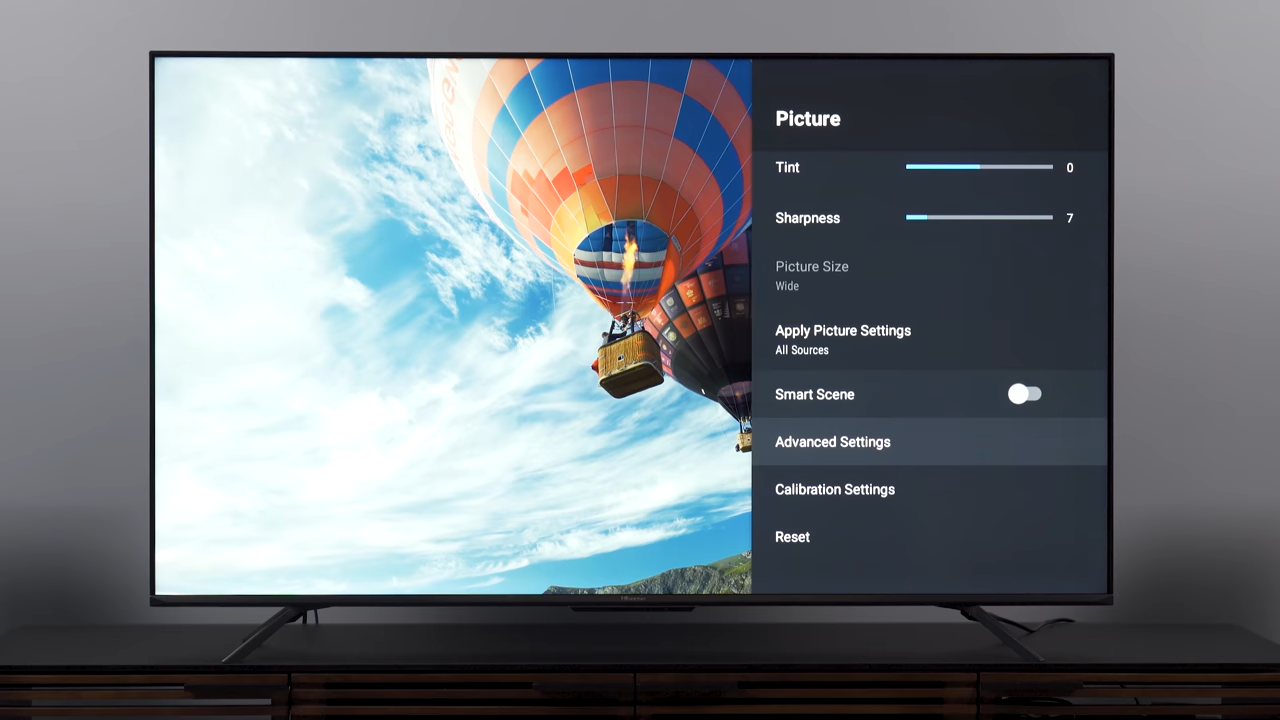 Picture
Tint 0
Sharpness 7
Picture Size
Wide
Apply Picture Settings
All Sources
Smart Scene
Advanced Settings
Calibration Settings
Reset
Hisense